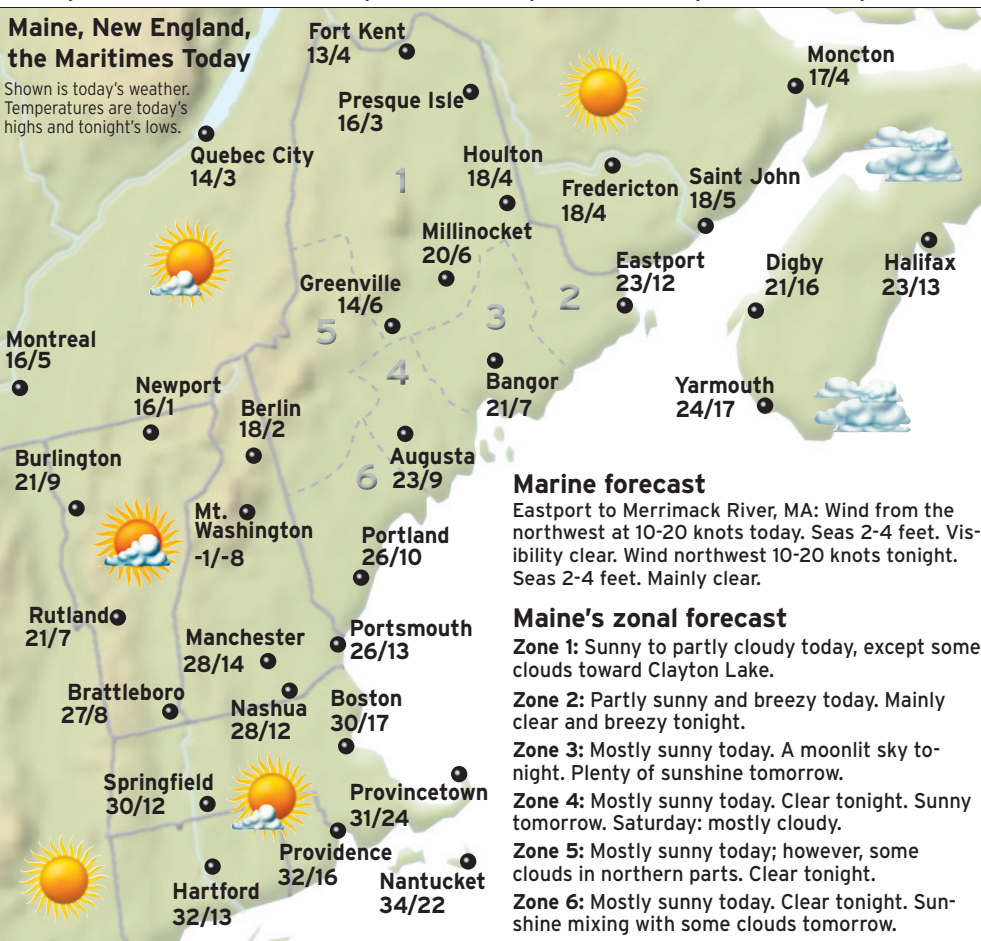 Maine, New England,
the Maritimes Today
Shown is today's weather.
Temperatures are today's
highs and tonight's lows.
Fort Kent
13/4
Moncton
17/4
Presque Isle
16/3
Quebec City
14/3
Houlton
18/4
1
Fredericton
18/4
Saint John
18/5
Millinocket
20/6
Eastport
23/12
Digby
21/16
Halifax
23/13
Greenville
14/6
2
3
5
Montreal
16/5
4
Newport
16/1
Berlin
18/2
Bangor
21/7
Yarmouth
24/17
Burlington
21/9
Augusta
23/9
6
Mt.
Washington
-1/-8
Portland
26/10
Rutland
21/7
Manchester
28/14
Portsmouth
26/13
Brattleboro
27/8
Nashua
28/12
Boston
30/17
Springfield
30/12
Provincetown
31/24
Providence
32/16
Hartford
32/13
Nantucket
34/22
Marine forecast
Eastport to Merrimack River, MA: Wind from the
northwest at 10-20 knots today. Seas 2-4 feet. Vis-
ibility clear. Wind northwest 10-20 knots tonight.
Seas 2-4 feet. Mainly clear.
Maine's zonal forecast
Zone 1: Sunny to partly cloudy today, except some
clouds toward Clayton Lake.
Zone 2: Partly sunny and breezy today. Mainly
clear and breezy tonight.
Zone 3: Mostly sunny today. A moonlit sky to-
night. Plenty of sunshine tomorrow.
Zone 4: Mostly sunny today. Clear tonight. Sunny
tomorrow. Saturday: mostly cloudy.
Zone 5: Mostly sunny today; however, some
clouds in northern parts. Clear tonight.
Zone 6: Mostly sunny today. Clear tonight. Sun-
shine mixing with some clouds tomorrow.